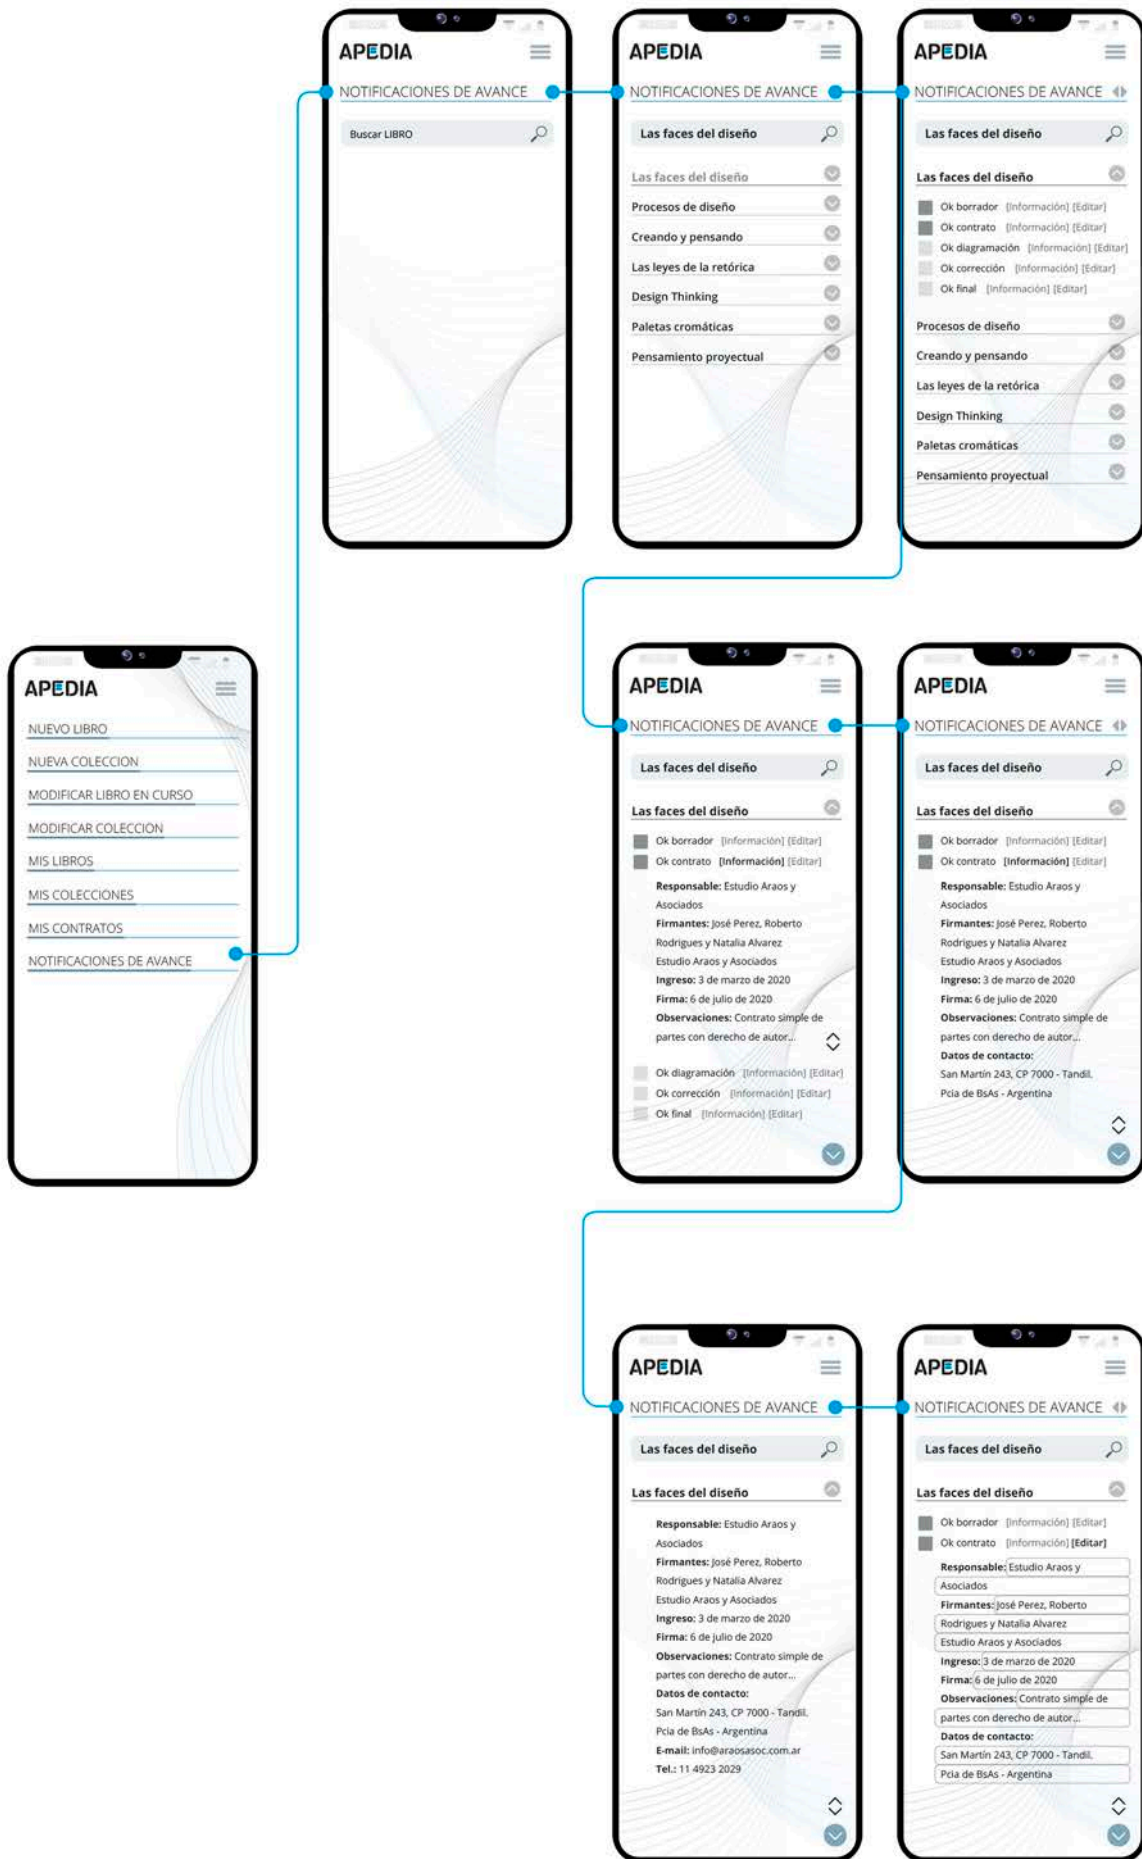 APEDIA
NOTIFICACIONES DE AVANCE
Buscar LIBRO
APEDIA
NOTIFICACIONES DE AVANCE
Las faces del diseño
Las faces del diseño
Procesos de diseño
Creando y pensando
Las leyes de la retórica
Design Thinking
Paletas cromáticas
Pensamiento proyectual
APEDIA
NOTIFICACIONES DE AVANCE
Las faces del diseño
Las faces del diseño
Ok borrador [Información] [Editar]
Ok contrato [Información] [Editar]
Ok diagramación [Información] [Editar]
Ok corrección [Información] [Editar]
Ok final [Información] [Editar]
Procesos de diseño
Creando y pensando
Las leyes de la retórica
Design Thinking
Paletas cromáticas
Pensamiento proyectual
APEDIA
NUEVO LIBRO
NUEVA COLECCION
MODIFICAR LIBRO EN CURSO
MODIFICAR COLECCION
MIS LIBROS
MIS COLECCIONES
MIS CONTRATOS
NOTIFICACIONES DE AVANCE
APEDIA
NOTIFICACIONES DE AVANCE
Las faces del diseño
Las faces del diseño
Ok borrador [Información] [Editar]
Ok contrato [Información] [Editar]
Responsable: Estudio Araos y
Asociados
Firmantes: José Perez, Roberto
Rodrigues y Natalia Alvarez
Estudio Araos y Asociados
Ingreso: 3 de marzo de 2020
Firma: 6 de julio de 2020
Observaciones: Contrato simple de
partes con derecho de autor...
Ok diagramación [Información] [Editar]
Ok corrección [Información] [Editar]
Ok final [Información] [Editar]
APEDIA
NOTIFICACIONES DE AVANCE
Las faces del diseño
Las faces del diseño
Ok borrador [Información] [Editar]
Ok contrato [Información] [Editar]
Responsable: Estudio Araos y
Asociados
Firmantes: José Perez, Roberto
Rodrigues y Natalia Alvarez
Estudio Araos y Asociados
Ingreso: 3 de marzo de 2020
Firma: 6 de julio de 2020
Observaciones: Contrato simple de
partes con derecho de autor...
Datos de contacto:
San Martín 243, CP 7000 - Tandil.
Pcia de BsAs - Argentina
APEDIA
NOTIFICACIONES DE AVANCE
Las faces del diseño
Las faces del diseño
Responsable: Estudio Araos y
Asociados
Firmantes: José Perez, Roberto
Rodrigues y Natalia Alvarez
Estudio Araos y Asociados
Ingreso: 3 de marzo de 2020
Firma: 6 de julio de 2020
Observaciones: Contrato simple de
partes con derecho de autor...
Datos de contacto:
San Martín 243, CP 7000 - Tandil.
Pcia de BsAs - Argentina
E-mail: info@araosasoc.com.ar
Tel.: 11 4923 2029
APEDIA
NOTIFICACIONES DE AVANCE
Las faces del diseño
Las faces del diseño
Ok borrador [Información] [Editar]
Ok contrato [Información] [Editar]
Responsable: Estudio Araos y
Asociados
Firmantes: José Perez, Roberto
Rodrigues y Natalia Alvarez
Estudio Araos y Asociados
Ingreso: 3 de marzo de 2020
Firma: 6 de julio de 2020
Observaciones: Contrato simple de
partes con derecho de autor...
Datos de contacto:
San Martín 243, CP 7000 - Tandil.
Pcia de BsAs - Argentina